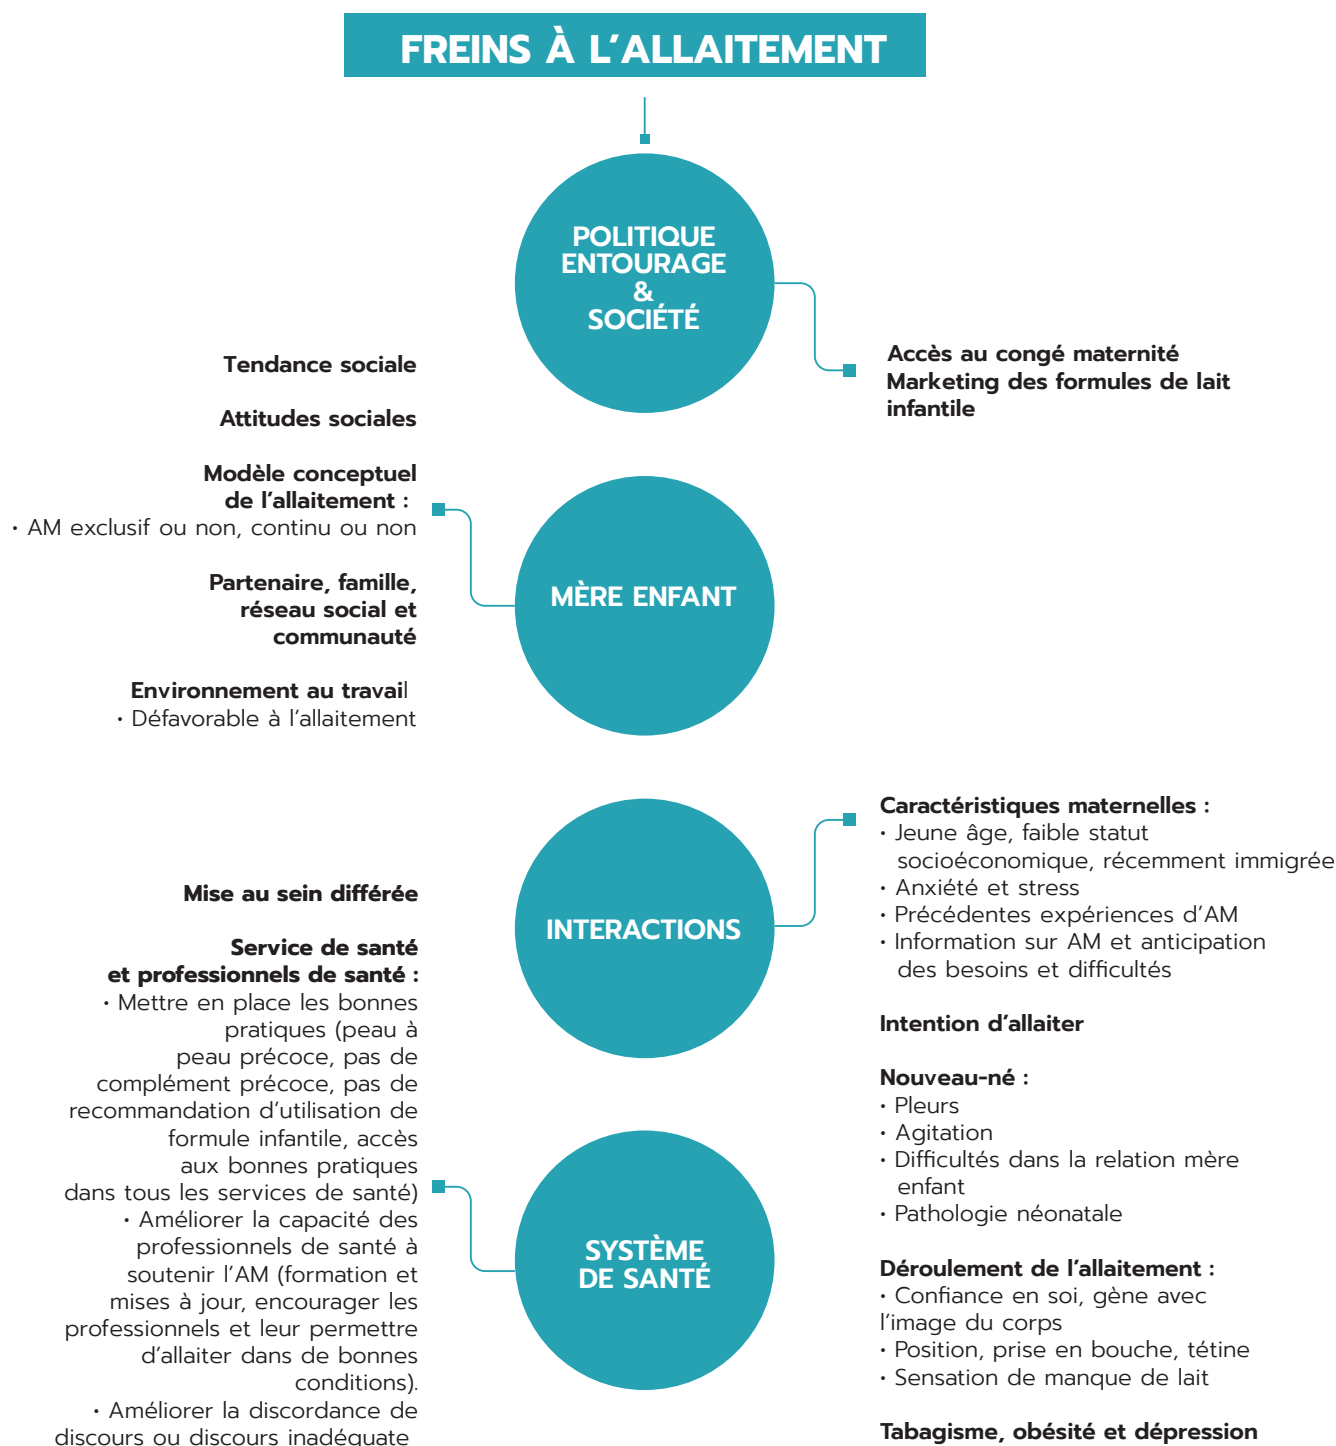 FREINS À L'ALLAITEMENT
POLITIQUE
ENTOURAGE
&
SOCIÉTÉ
Accès au congé maternité
Marketing des formules de lait
infantile
Tendance sociale
Attitudes sociales
Modèle conceptuel
de l'allaitement :
• AM exclusif ou non, continu ou non
Partenaire, famille,
réseau social et
communauté
Environnement au travail
• Défavorable à l'allaitement
MÈRE ENFANT
INTERACTIONS
Caractéristiques maternelles :
• Jeune âge, faible statut
socioéconomique, récemment immigrée
• Anxiété et stress
• Précédentes expériences d'AM
• Information sur AM et anticipation
des besoins et difficultés
Intention d'allaiter
Nouveau-né :
• Pleurs
• Agitation
• Difficultés dans la relation mère
enfant
• Pathologie néonatale
Déroulement de l'allaitement :
• Confiance en soi, gène avec
l'image du corps
• Position, prise en bouche, tétine
• Sensation de manque de lait
Tabagisme, obésité et dépression
Mise au sein différée
Service de santé
et professionnels de santé :
• Mettre en place les bonnes
pratiques (peau à
peau précoce, pas de
complément précoce, pas de
recommandation d'utilisation de
formule infantile, accès
aux bonnes pratiques
dans tous les services de santé)
• Améliorer la capacité des
professionnels de santé à
soutenir l'AM (formation et
mises à jour, encourager les
professionnels et leur permettre
d'allaiter dans de bonnes
conditions).
• Améliorer la discordance de
discours ou discours inadéquate
SYSTÈME
DE SANTÉ